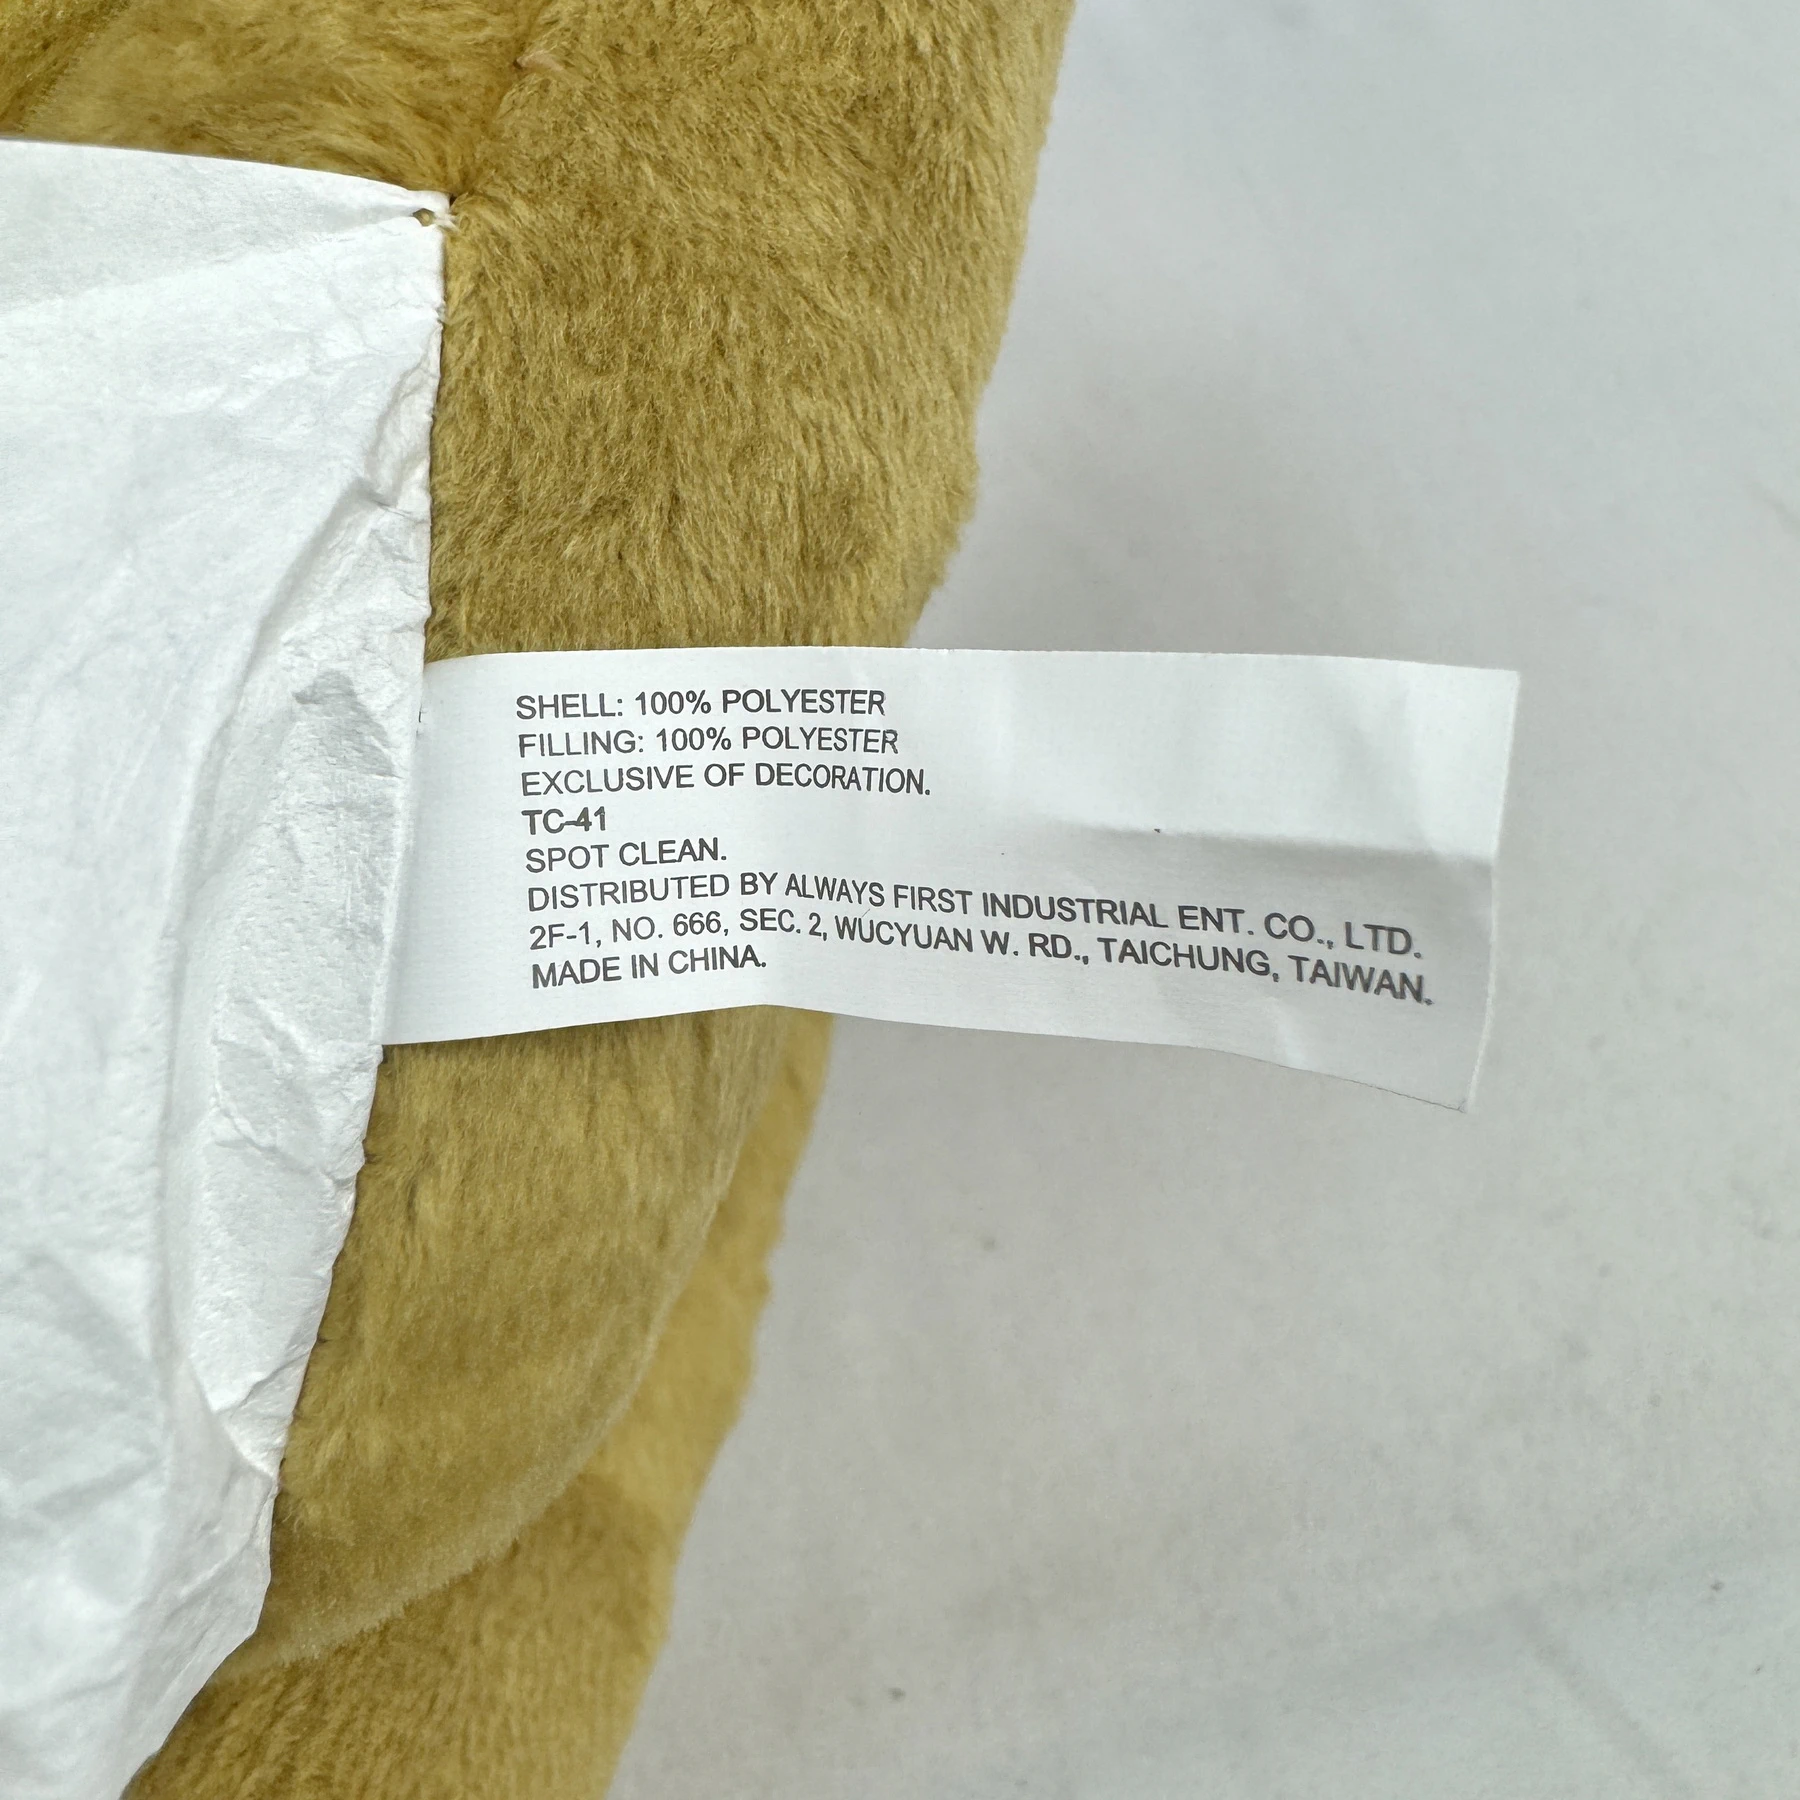 SHELL: 100% POLYESTER
FILLING: 100% POLYESTER
EXCLUSIVE OF DECORATION.
TC-41
SPOT CLEAN.
DISTRIBUTED BY ALWAYS FIRST INDUSTRIAL ENT. CO., LTD.
2F-1, NO. 666, SEC. 2, WUCYUAN W. RD., TAICHUNG, TAIWAN.
MADE IN CHINA.